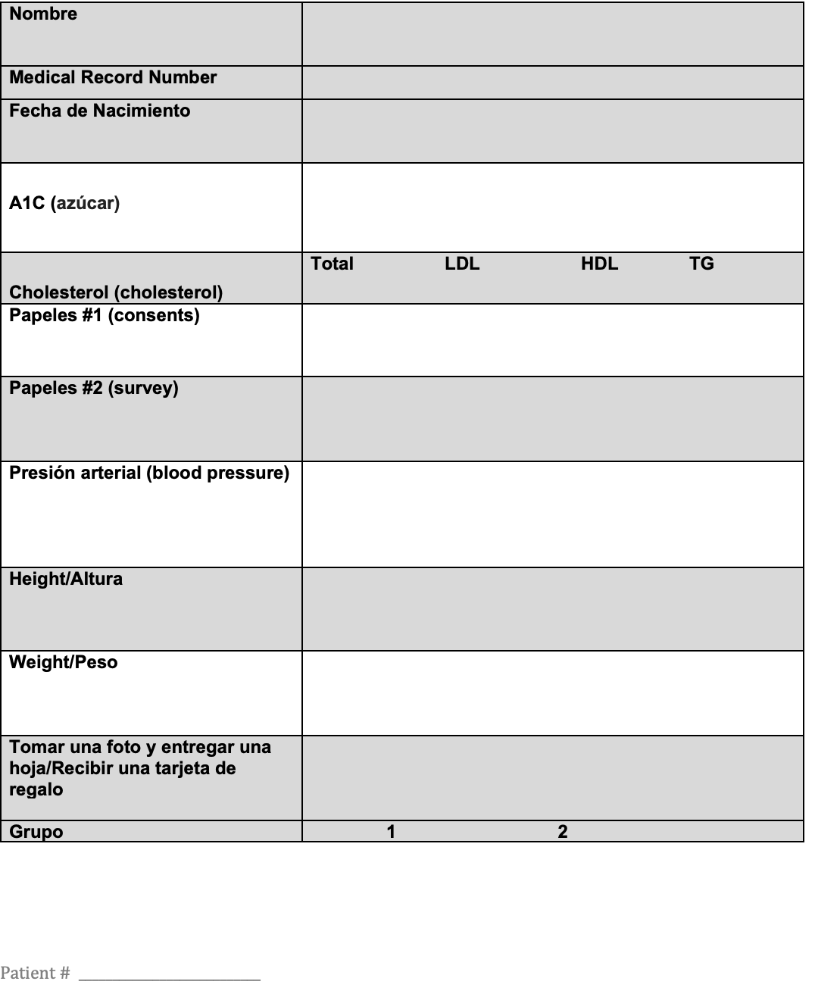 Nombre
Medical Record Number
Fecha de Nacimiento
A1C (azúcar)
Total LDL HDL TG
Cholesterol (cholesterol)
Papeles #1 (consents)
Papeles #2 (survey)
Presión arterial (blood pressure)
Height/Altura
Weight/Peso
Tomar una foto y entregar una
hoja/Recibir una tarjeta de
regalo
Grupo 1 2
Patient # ____________________